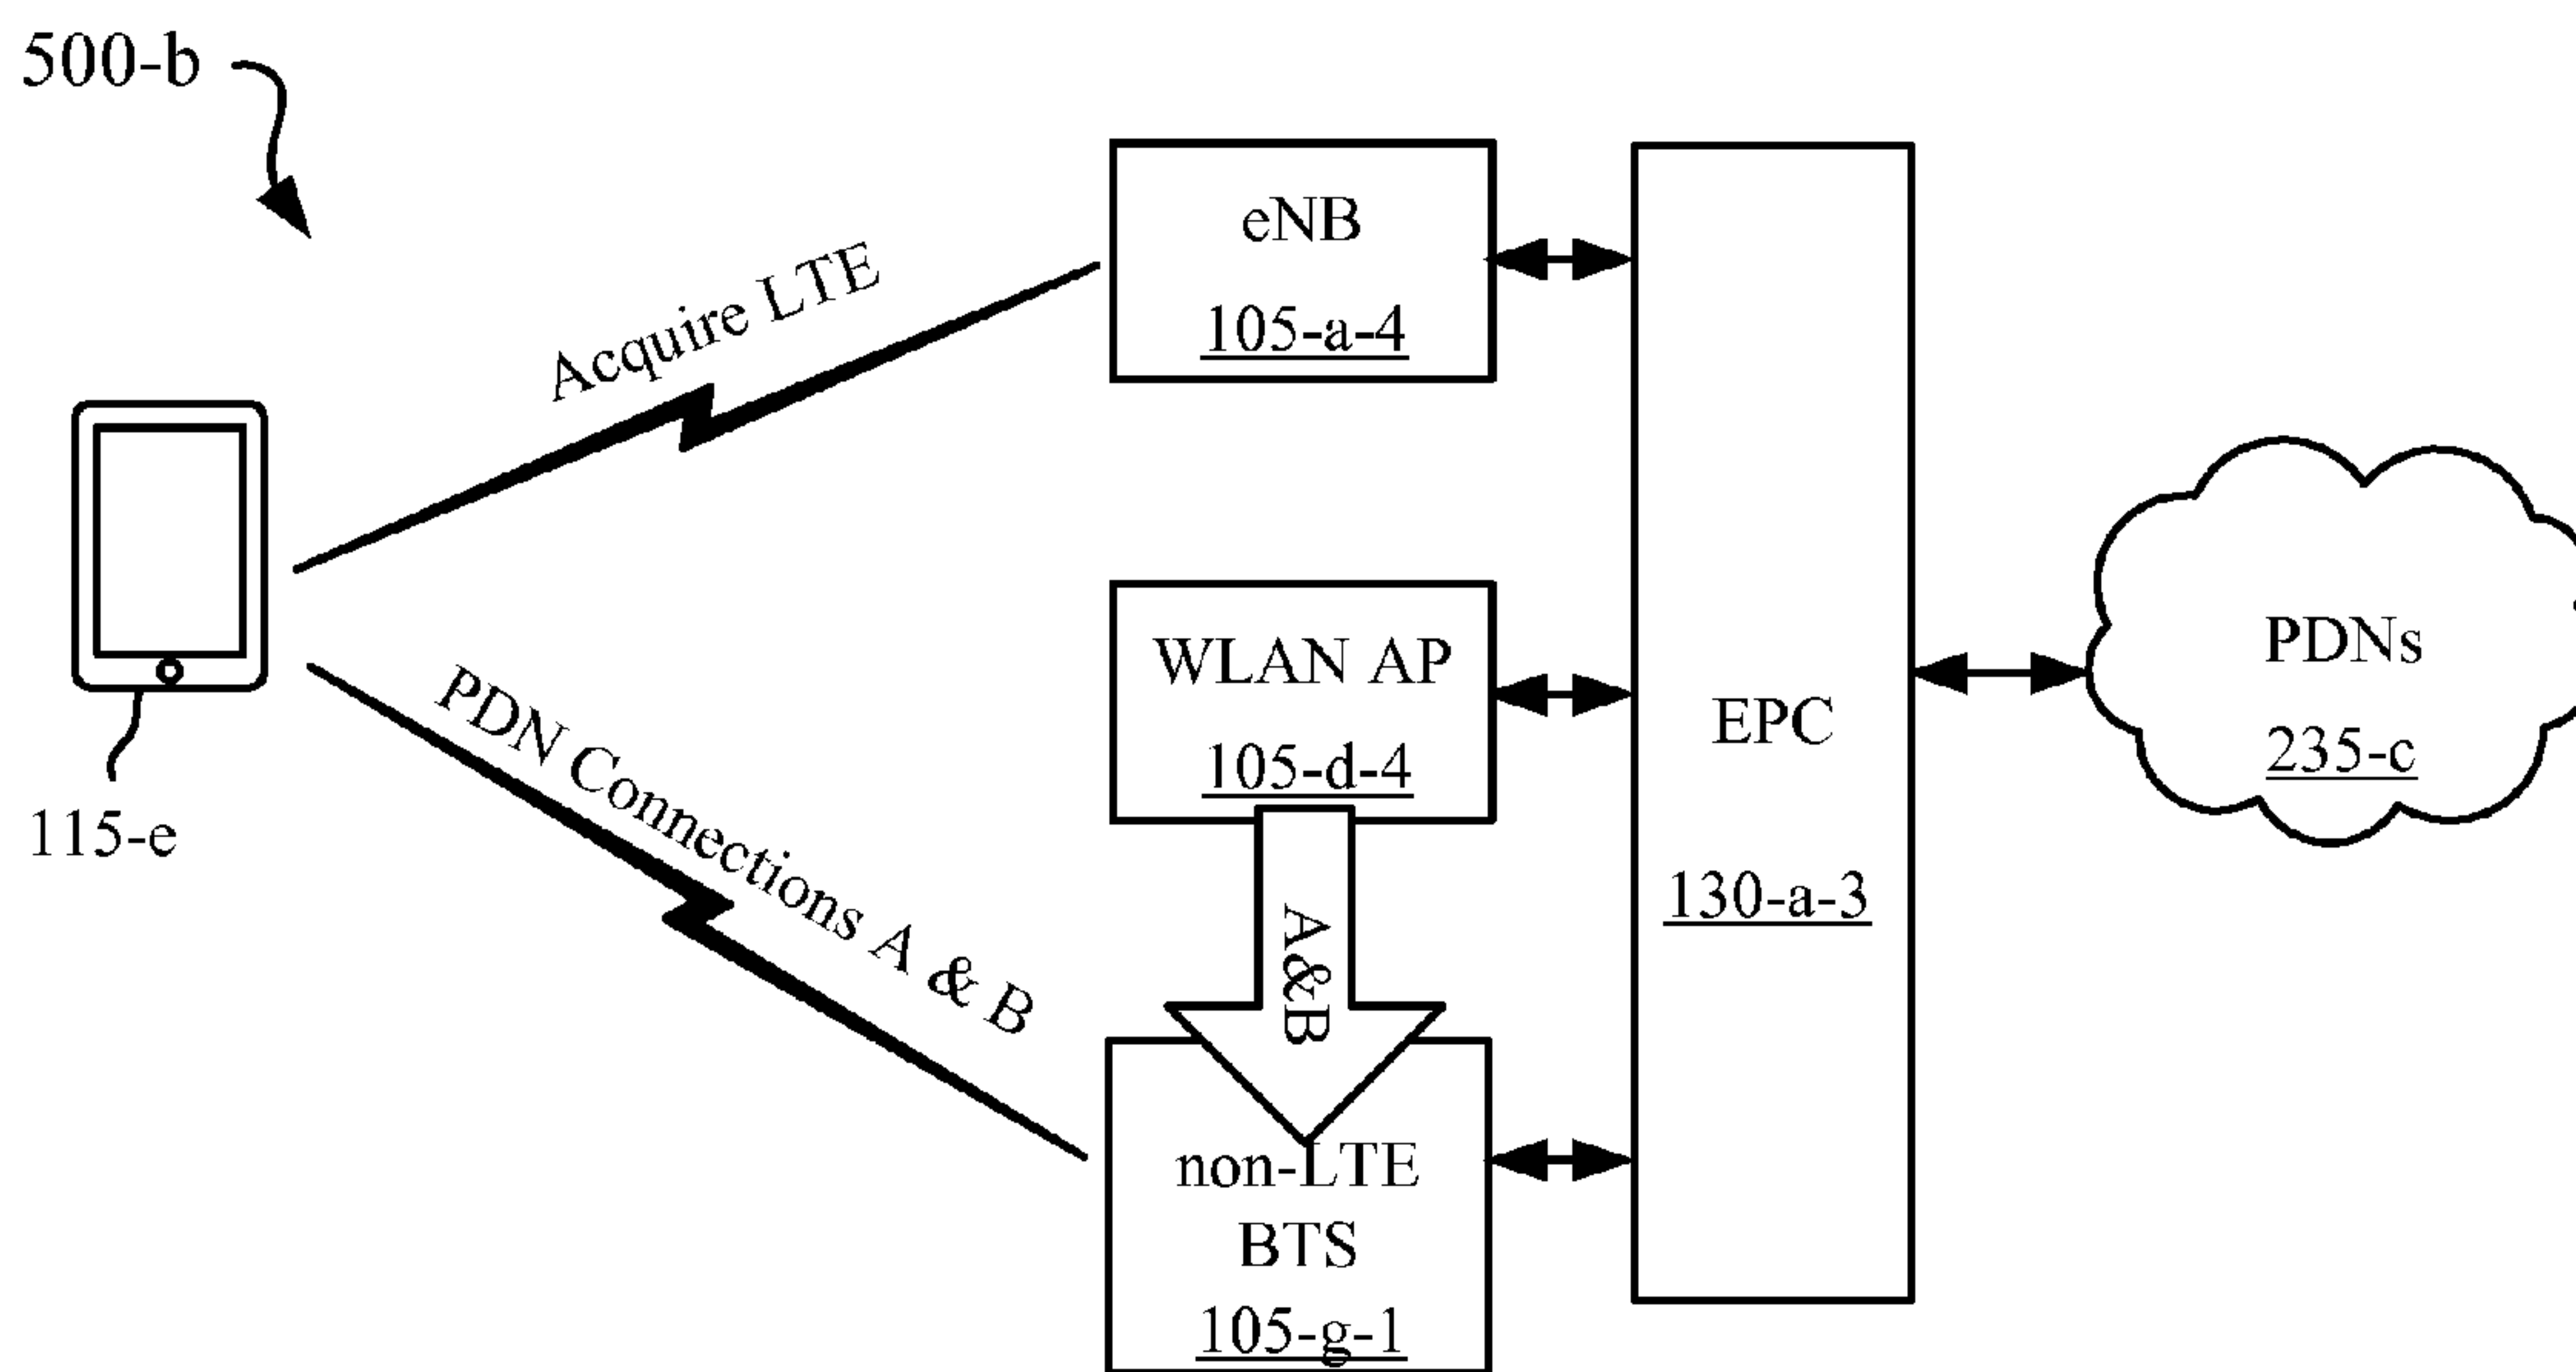 500-b
Acquire LTE
eNB
105-a-4
115-e
PDN Connections A & B
WLAN AP
105-d-4
A&B
non-LTE
BTS
105-g-1
EPC
130-a-3
PDNs
235-c